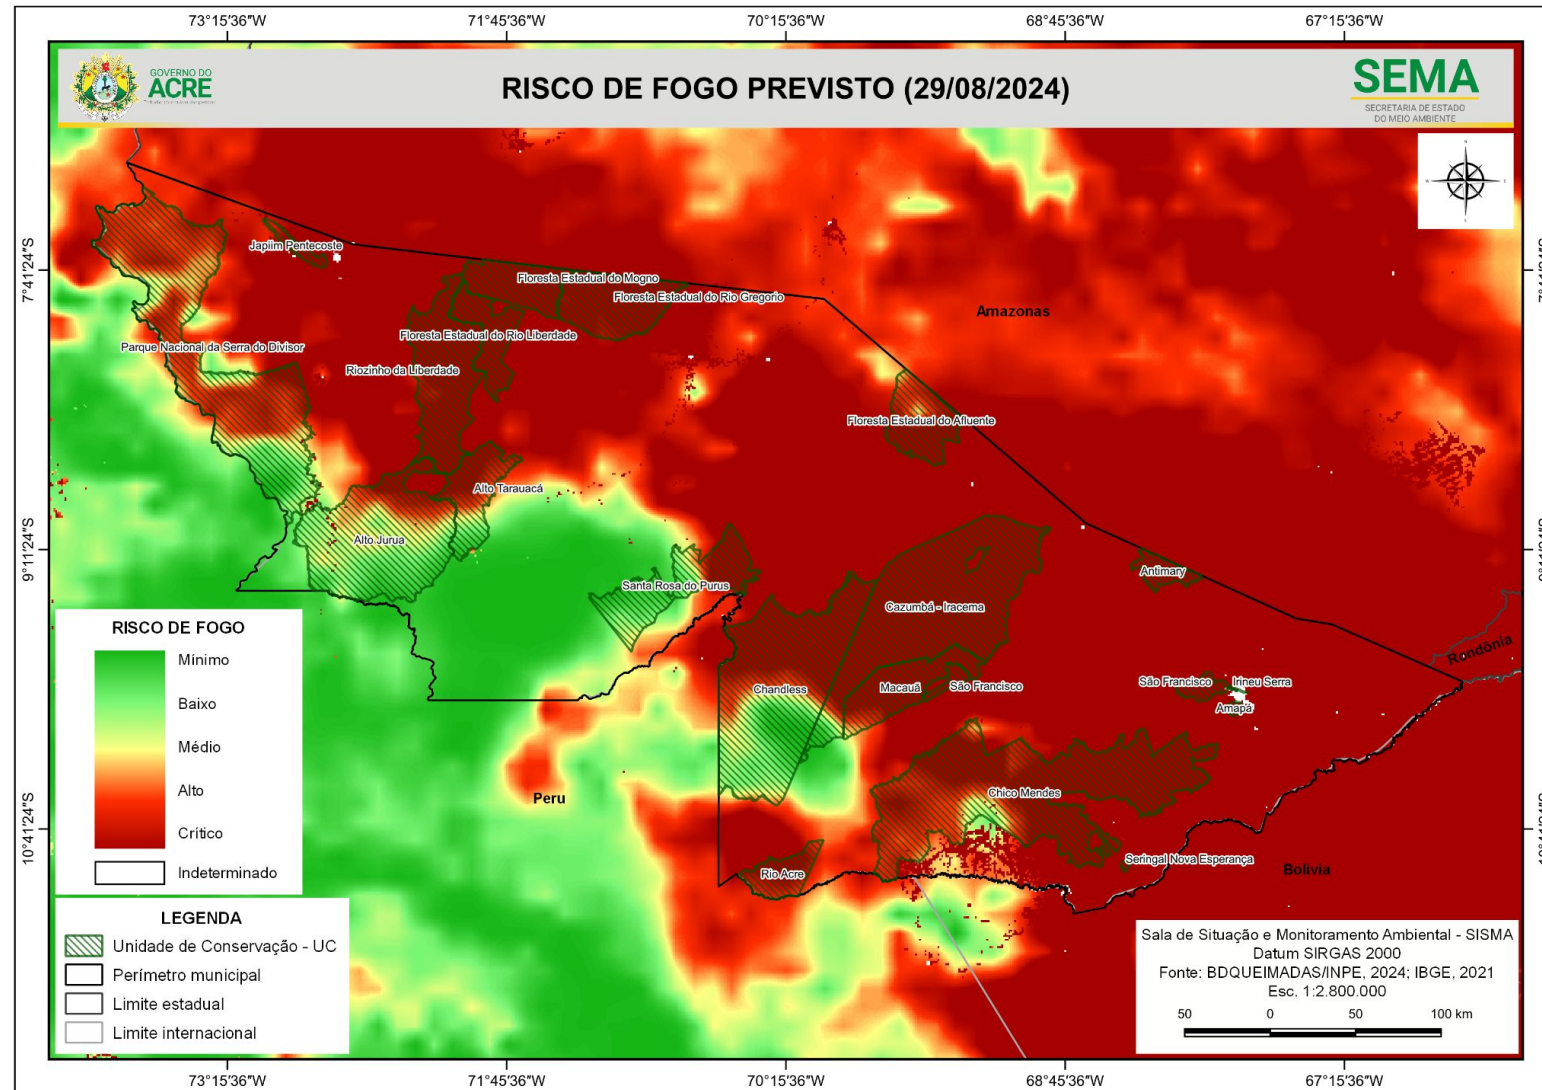 73°15'36"W 71°45'36"W 70°15'36"W 68°45'36"W 67°15'36"W
GOVERNO DO
ACRE
RISCO DE FOGO PREVISTO (29/08/2024)
SEMA
SECRETARIA DE ESTADO
DO MEIO AMBIENTE
N
Japiim Pentecoste
7°41'24"S
Floresta Estadual do Mogno
Floresta Estadual do Rio Gregorio
Amazonas
Floresta Estadual do Rio Liberdade
Parque Nacional da Serra do Divisor
Riozinho da Liberdade
Floresta Estadual do Afluente
Alto Tarauacá
Alto Jurua
9°11'24"S
Antimary
Santa Rosa do Purus
Cazumbá - Iracema
Rondônia
São Francisco Irineu Serra
Chandless
Macauã
São Francisco
Amapá
Chico Mendes
Peru
10°41'24"S
Seringal Nova Esperança
Rio Acre
Bolivia
RISCO DE FOGO
Mínimo
Baixo
Médio
Alto
Crítico
Indeterminado
LEGENDA
Unidade de Conservação - UC
Perímetro municipal
Limite estadual
Limite internacional
Sala de Situação e Monitoramento Ambiental - SISMA
Datum SIRGAS 2000
Fonte: BDQUEIMADAS/INPE, 2024; IBGE, 2021
Esc. 1:2.800.000
50 0 50 100 km
73°15'36"W 71°45'36"W 70°15'36"W 68°45'36"W 67°15'36"W